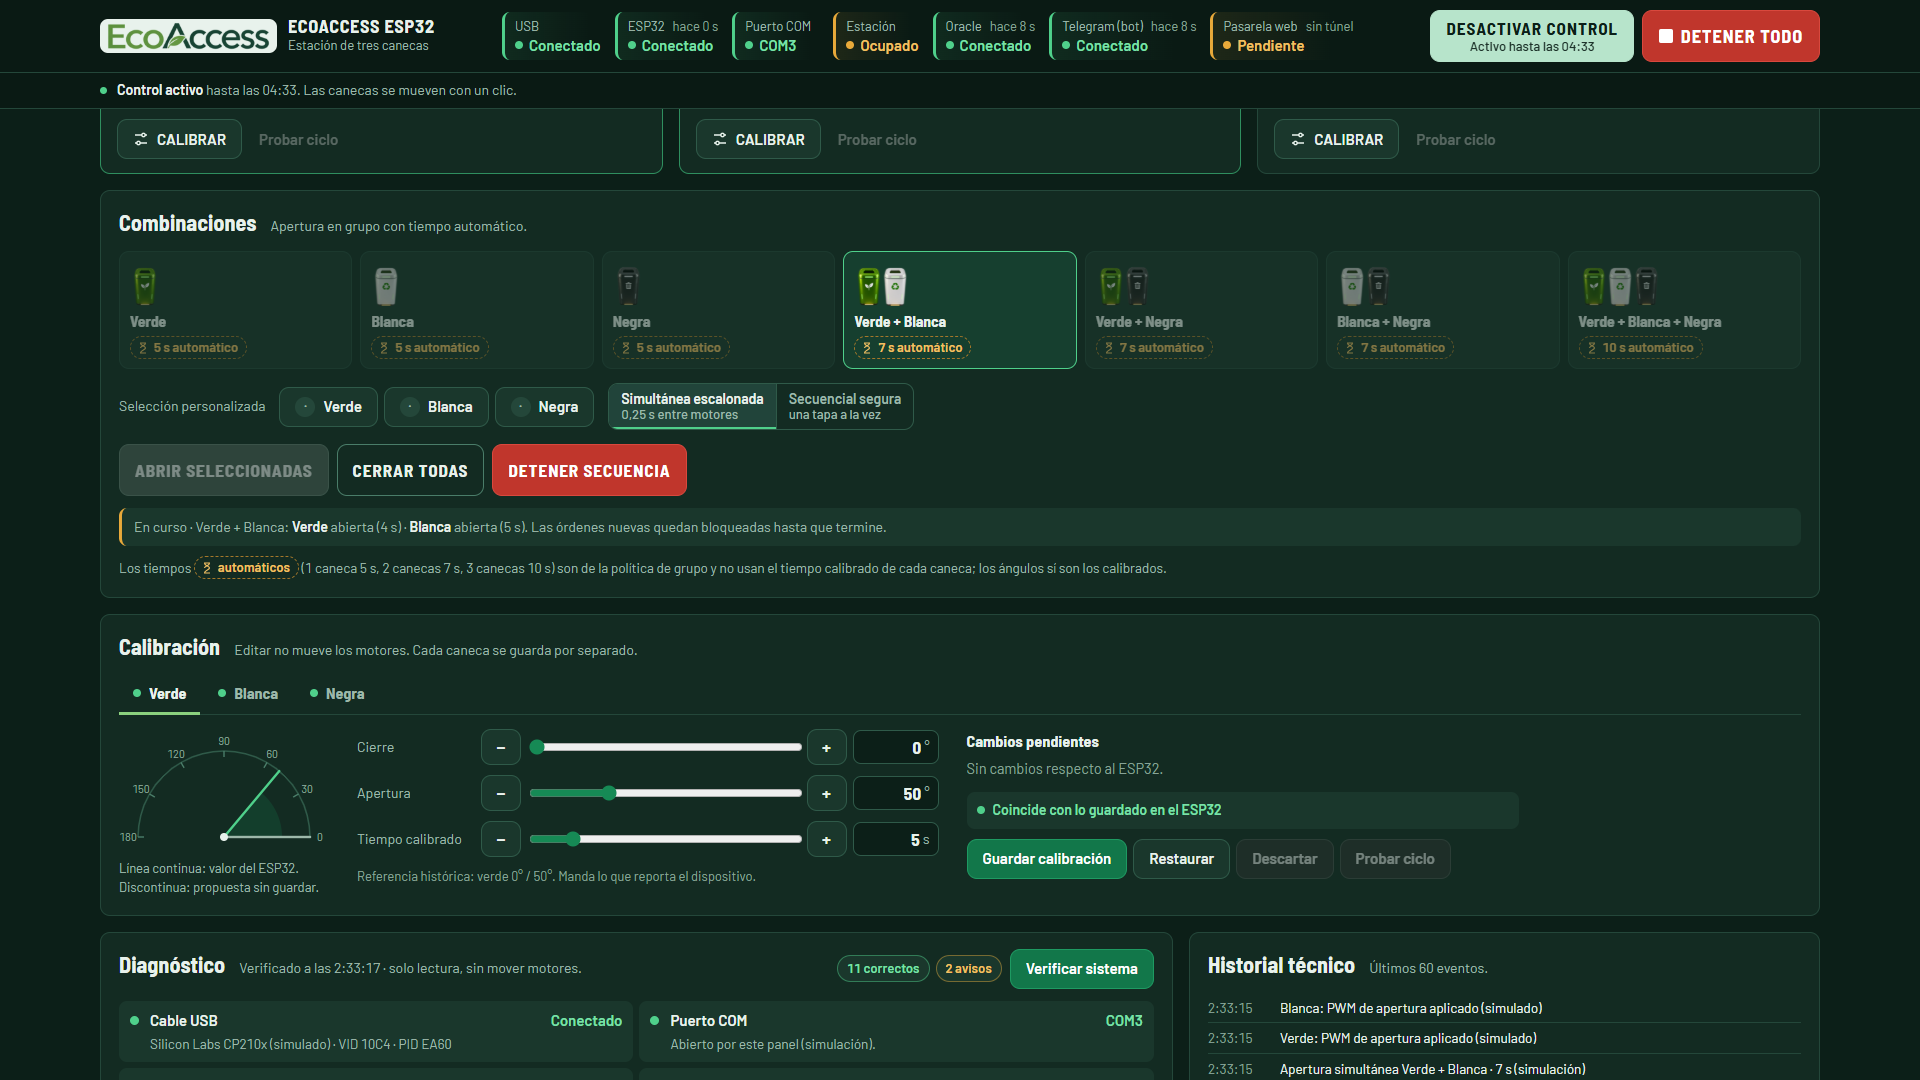 EcoAccess
ECOACCESS ESP32
Estación de tres canecas
USB
Conectado
ESP32 hace 0 s
Conectado
Puerto COM
COM3
Estación
Ocupado
Oracle hace 8 s
Conectado
Telegram (bot) hace 8 s
Conectado
Pasarela web sin túnel
Pendiente
DESACTIVAR CONTROL
Activo hasta las 04:33
DETENER TODO
Control activo hasta las 04:33. Las canecas se mueven con un clic.
CALIBRAR Probar ciclo
CALIBRAR Probar ciclo
CALIBRAR Probar ciclo
Combinaciones Apertura en grupo con tiempo automático.
Verde
5 s automático
Blanca
5 s automático
Negra
5 s automático
Verde + Blanca
7 s automático
Verde + Negra
7 s automático
Blanca + Negra
7 s automático
Verde + Blanca + Negra
10 s automático
Selección personalizada
Verde
Blanca
Negra
Simultánea escalonada
0,25 s entre motores
Secuencial segura
una tapa a la vez
ABRIR SELECCIONADAS
CERRAR TODAS
DETENER SECUENCIA
En curso · Verde + Blanca: Verde abierta (4 s) · Blanca abierta (5 s). Las órdenes nuevas quedan bloqueadas hasta que termine.
Los tiempos automáticos (1 caneca 5 s, 2 canecas 7 s, 3 canecas 10 s) son de la política de grupo y no usan el tiempo calibrado de cada caneca; los ángulos sí son los calibrados.
Calibración Editar no mueve los motores. Cada caneca se guarda por separado.
Verde
Blanca
Negra
0
30
60
90
120
150
180
Línea continua: valor del ESP32.
Discontinua: propuesta sin guardar.
Cierre − + 0 °
Apertura − + 50 °
Tiempo calibrado − + 5 s
Referencia histórica: verde 0° / 50°. Manda lo que reporta el dispositivo.
Cambios pendientes
Sin cambios respecto al ESP32.
Coincide con lo guardado en el ESP32
Guardar calibración
Restaurar
Descartar
Probar ciclo
Diagnóstico Verificado a las 2:33:17 · solo lectura, sin mover motores.
11 correctos
2 avisos
Verificar sistema
Cable USB Conectado
Silicon Labs CP210x (simulado) · VID 10C4 · PID EA60
Puerto COM COM3
Abierto por este panel (simulación).
Historial técnico Últimos 60 eventos.
2:33:15 Blanca: PWM de apertura aplicado (simulado)
2:33:15 Verde: PWM de apertura aplicado (simulado)
2:33:15 Apertura simultánea Verde + Blanca · 7 s (simulación)